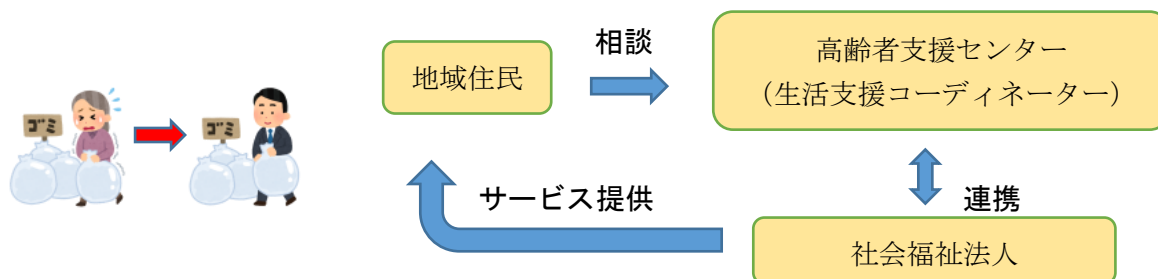 ゴミ
ゴミ
地域住民
相談
高齢者支援センター
（生活支援コーディネーター）
サービス提供
連携
社会福祉法人